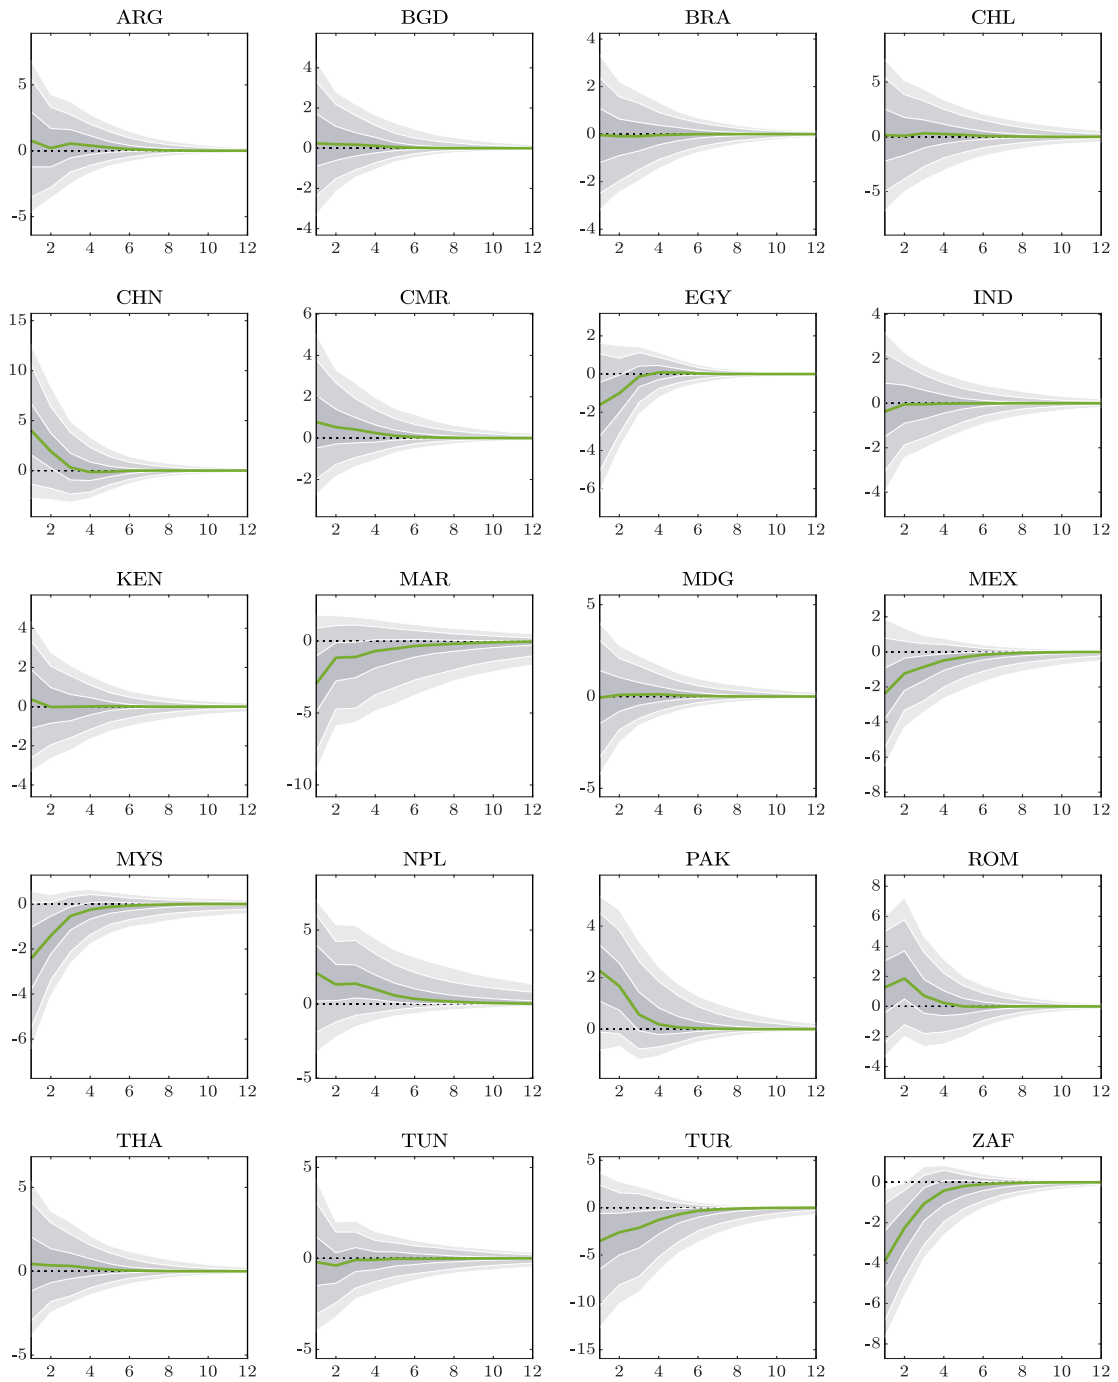 ARG BGD BRA CHL
5 0 -5
4 2 0 -2 -4
4 2 0 -2 -4
5 0 -5
2 4 6 8 10 12 2 4 6 8 10 12 2 4 6 8 10 12 2 4 6 8 10 12
CHN CMR EGY IND
15 10 5 0
6 4 2 0 -2
2 0 -2 -4 -6
4 2 0 -2 -4
2 4 6 8 10 12 2 4 6 8 10 12 2 4 6 8 10 12 2 4 6 8 10 12
KEN MAR MDG MEX
4 2 0 -2 -4
0 -5 -10
5 0 -5
2 0 -2 -4 -6 -8
2 4 6 8 10 12 2 4 6 8 10 12 2 4 6 8 10 12 2 4 6 8 10 12
MYS NPL PAK ROM
0 -2 -4 -6
5 0 -5
4 2 0
8 6 4 2 0 -2 -4
2 4 6 8 10 12 2 4 6 8 10 12 2 4 6 8 10 12 2 4 6 8 10 12
THA TUN TUR ZAF
5 0 -5
5 0 -5
5 0 -5 -10 -15
0 -2 -4 -6 -8
2 4 6 8 10 12 2 4 6 8 10 12 2 4 6 8 10 12 2 4 6 8 10 12